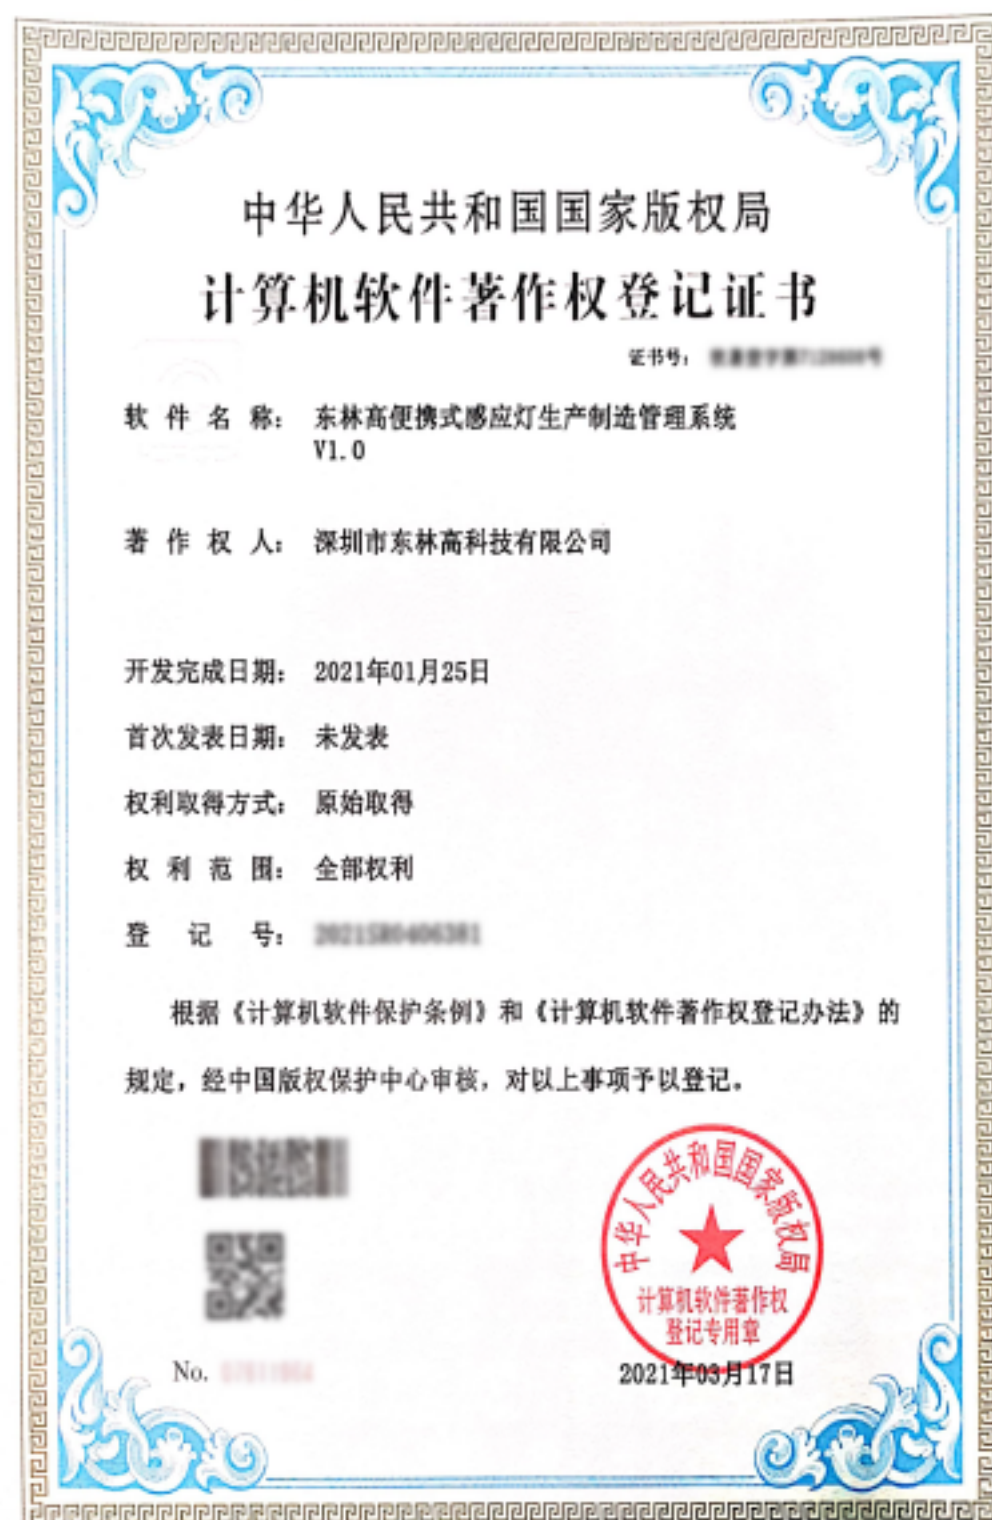 中华人民共和国国家版权局
计算机软件著作权登记证书
证书号：
软件名称： 东林高便携式感应灯生产制造管理系统
V1.0
著作权人： 深圳市东林高科技有限公司
开发完成日期： 2021年01月25日
首次发表日期： 未发表
权利取得方式： 原始取得
权利范围： 全部权利
登记号：
根据《计算机软件保护条例》和《计算机软件著作权登记办法》的
规定，经中国版权保护中心审核，对以上事项予以登记。
中华人民共和国国家版权局
计算机软件著作权
登记专用章
No.
2021年03月17日